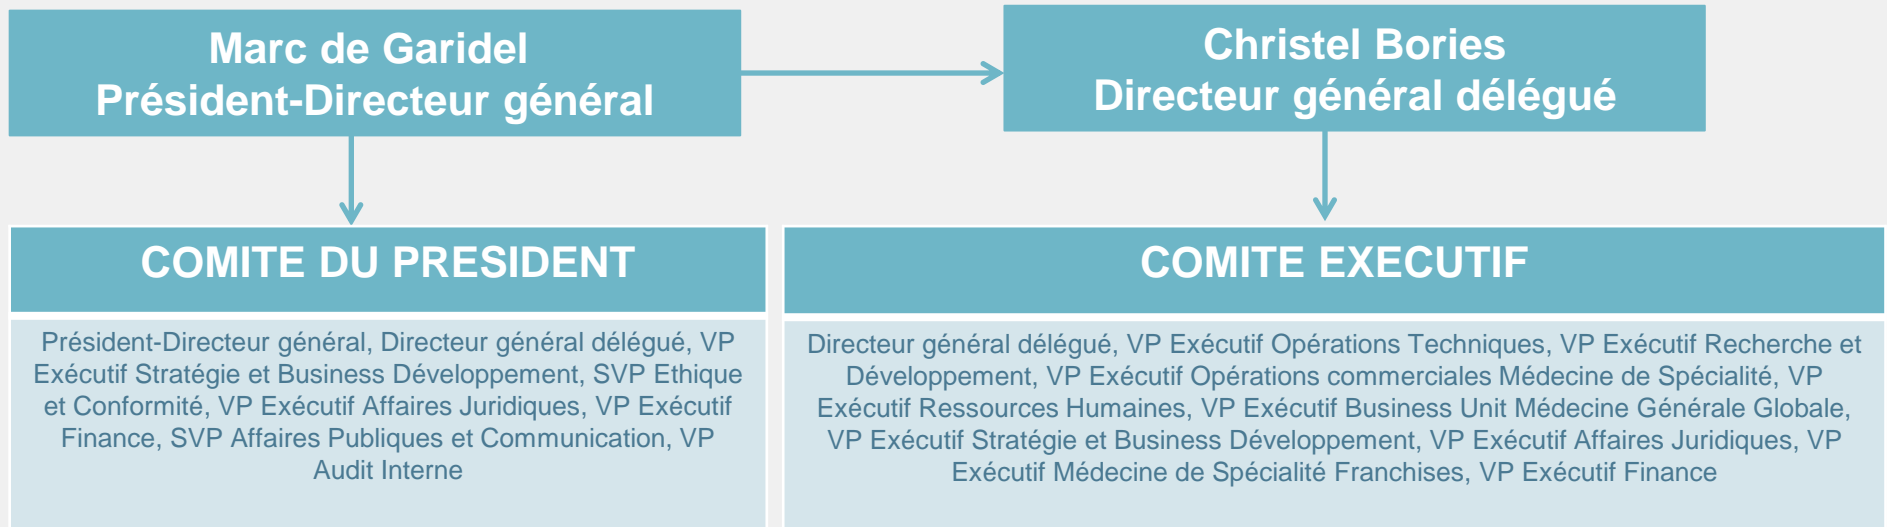 Marc de Garidel
Président-Directeur général
Christel Bories
Directeur général délégué
COMITE DU PRESIDENT
Président-Directeur général, Directeur général délégué, VP
Exécutif Stratégie et Business Développement, SVP Ethique
et Conformité, VP Exécutif Affaires Juridiques, VP Exécutif
Finance, SVP Affaires Publiques et Communication, VP
Audit Interne
COMITE EXECUTIF
Directeur général délégué, VP Exécutif Opérations Techniques, VP Exécutif Recherche et
Développement, VP Exécutif Opérations commerciales Médecine de Spécialité, VP
Exécutif Ressources Humaines, VP Exécutif Business Unit Médecine Générale Globale,
VP Exécutif Stratégie et Business Développement, VP Exécutif Affaires Juridiques, VP
Exécutif Médecine de Spécialité Franchises, VP Exécutif Finance